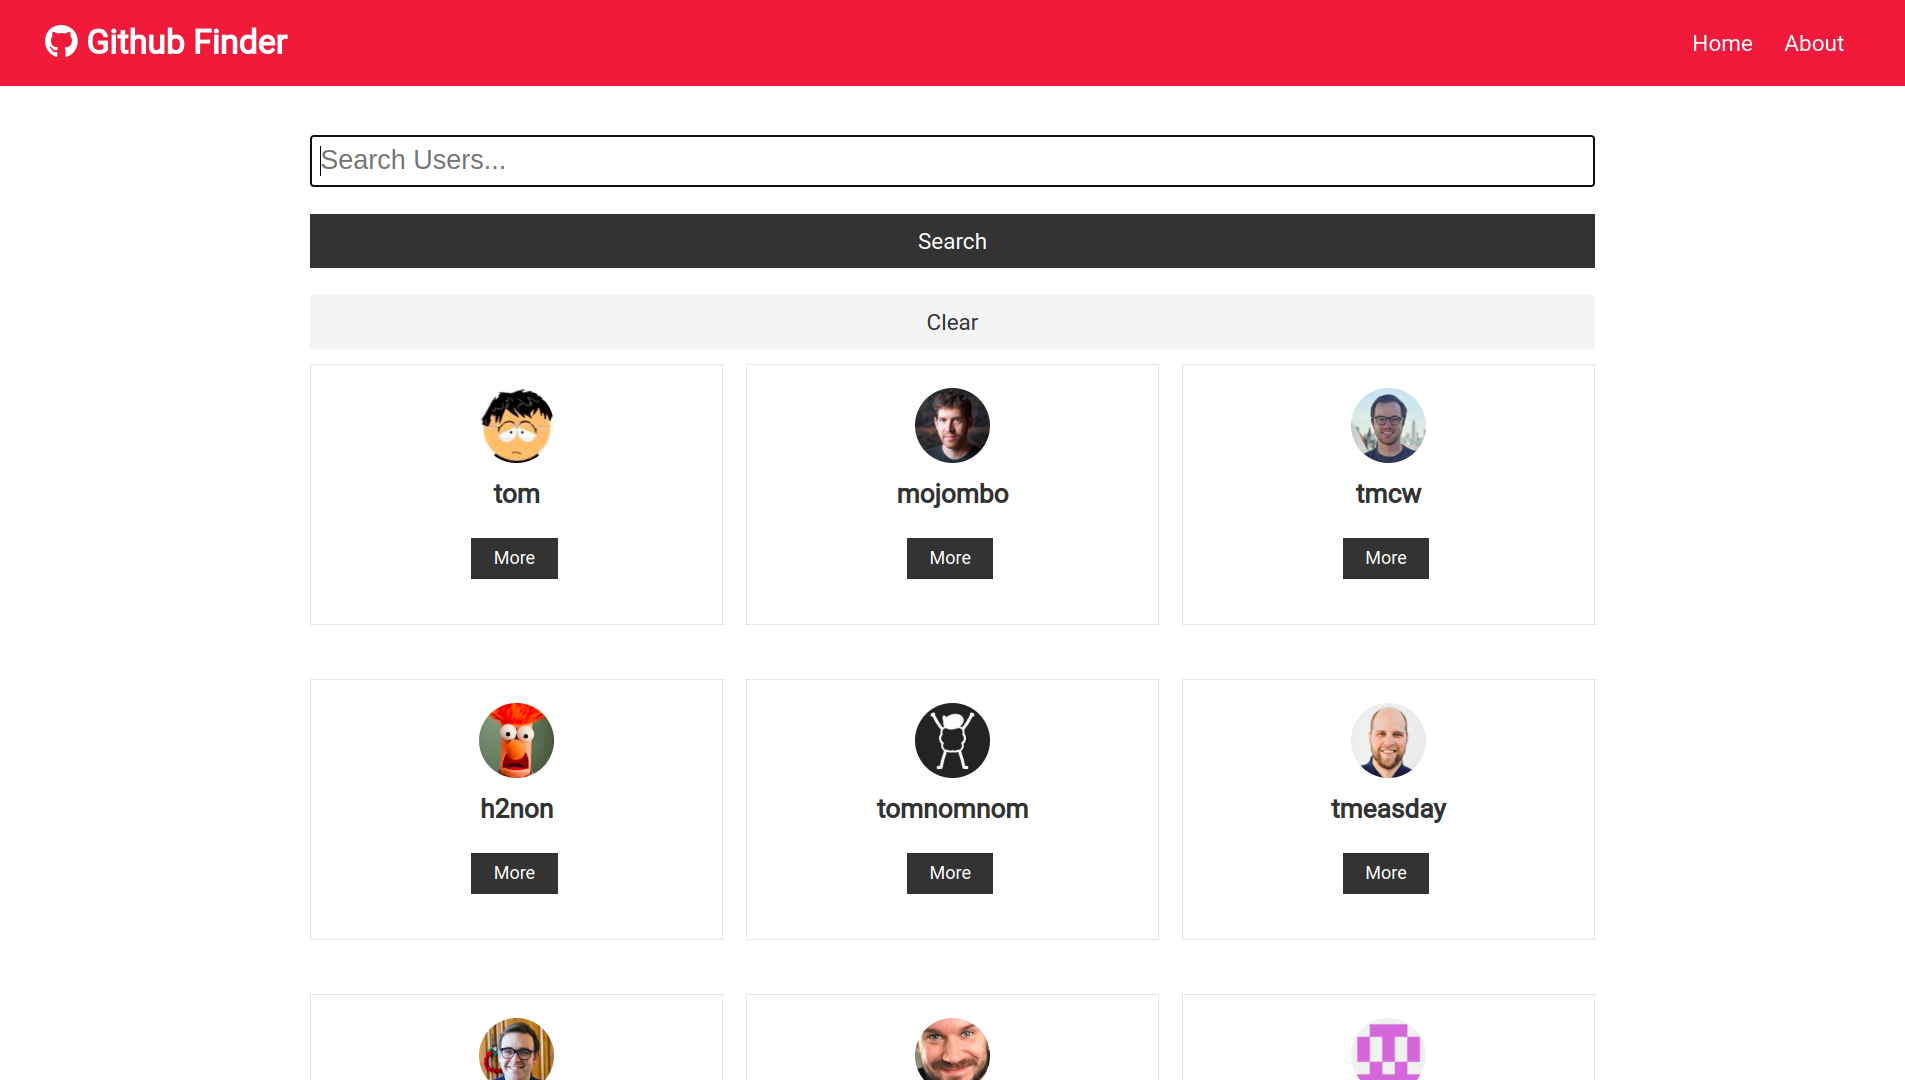 Github Finder
Home
About
Search Users...
Search
Clear
tom
mojombo
tmcw
More
More
More
h2non
tomnomnom
tmeasday
More
More
More